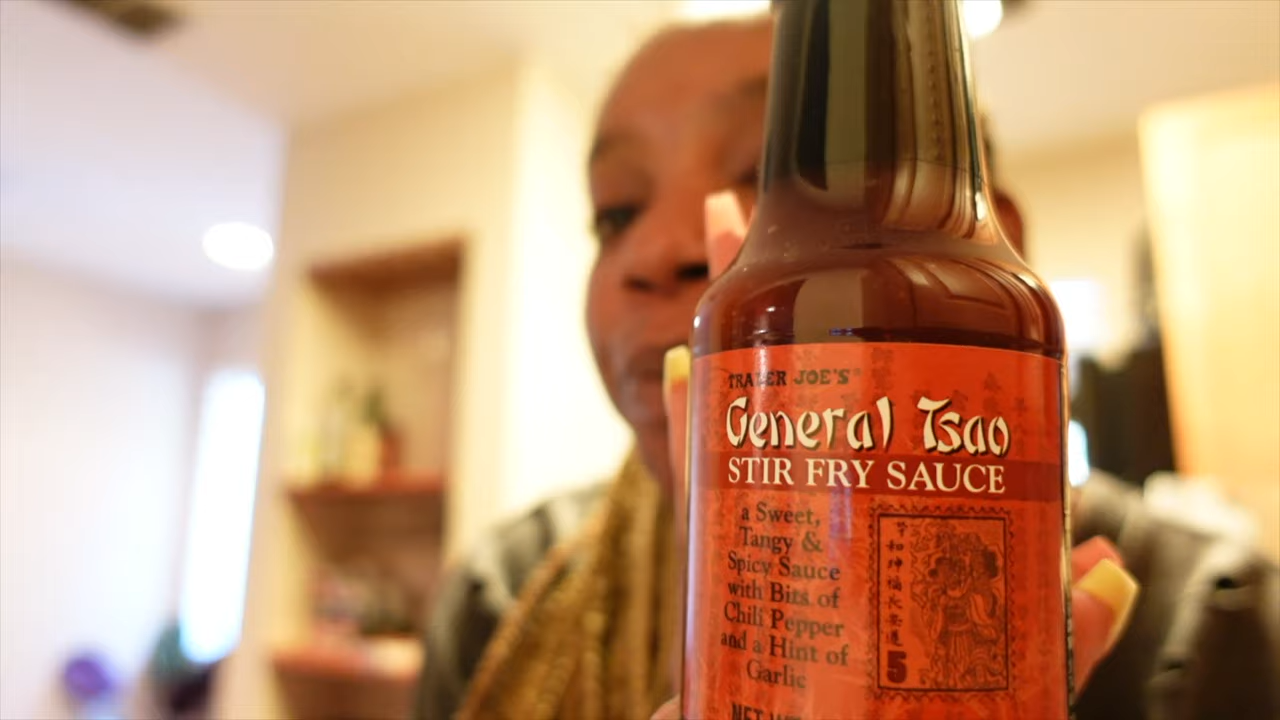 TRADER JOE'S
General Tsao
STIR FRY SAUCE
a Sweet,
Tangy &
Spicy Sauce
with Bits of
Chili Pepper
and a Hint of
Garlic
5
NET